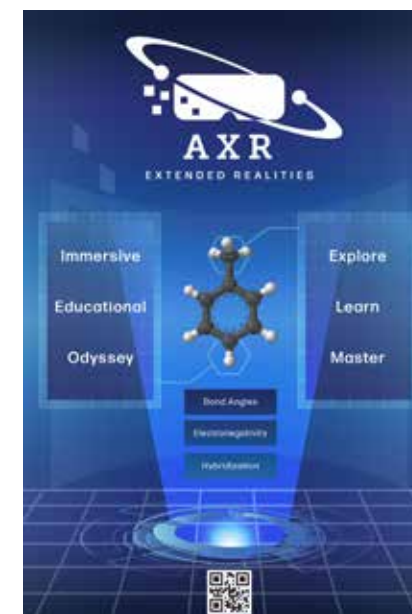 AXR
EXTENDED REALITIES
Immersive
Educational
Odyssey
Explore
Learn
Master
Bond Angles
Electronegativity
Hybridization